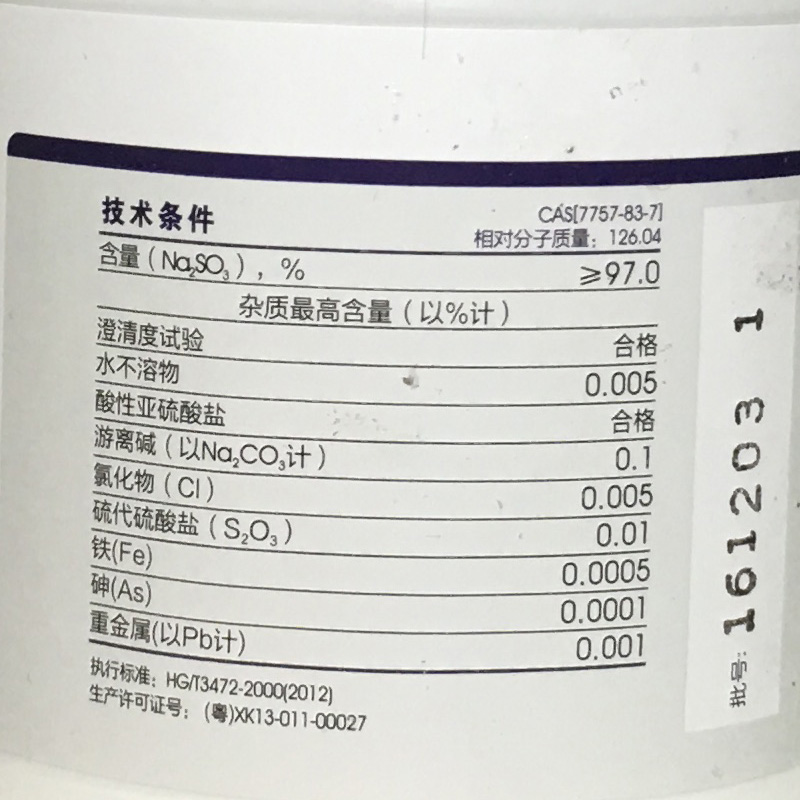 技术条件
CAS[7757-83-7]
相对分子质量：126.04
含量（Na₂SO₃），% ≥97.0
杂质最高含量（以%计）
澄清度试验 合格
水不溶物 0.005
酸性亚硫酸盐 合格
游离碱（以Na₂CO₃计） 0.1
氯化物（Cl） 0.005
硫代硫酸盐（S₂O₃） 0.01
铁(Fe) 0.0005
砷(As) 0.0001
重金属(以Pb计) 0.001
执行标准：HG/T3472-2000(2012)
生产许可证号：(粤)XK13-011-00027
批号: 161203 1